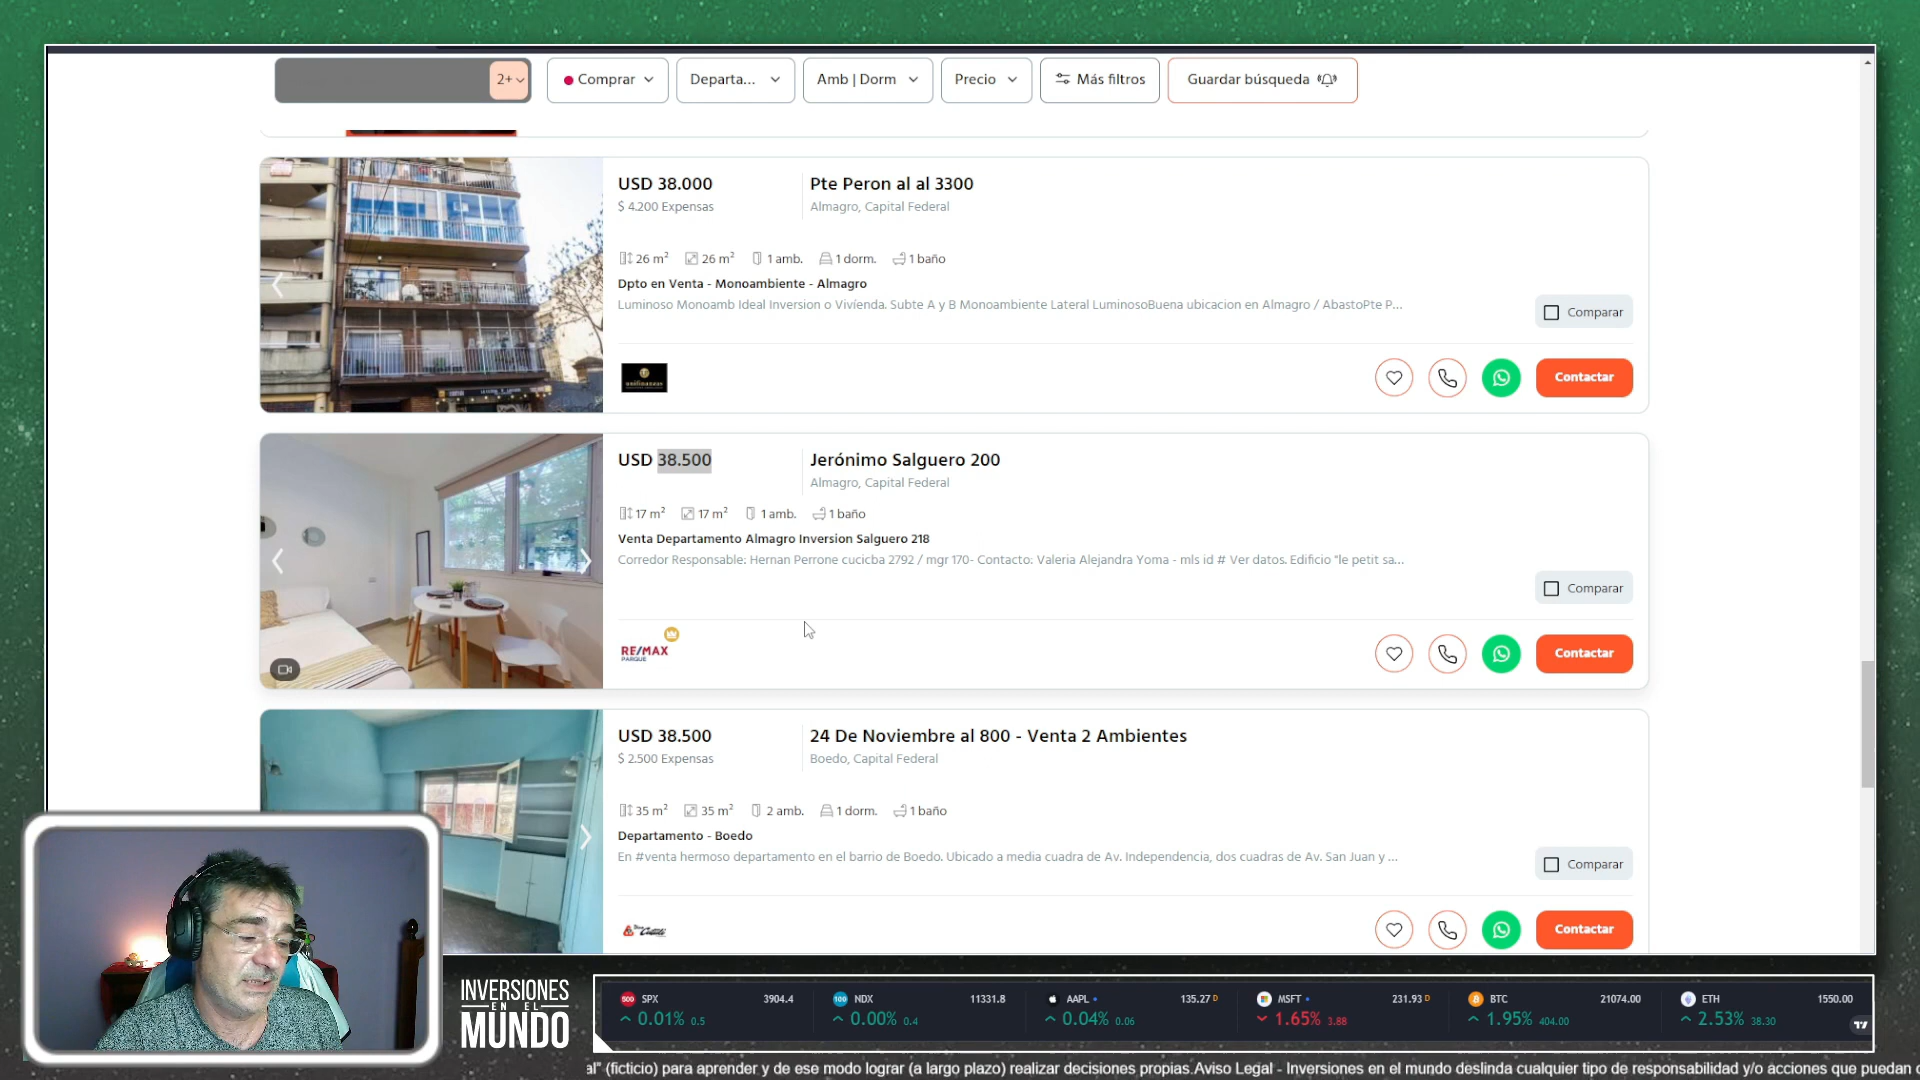 2+
Comprar
Departa...
Amb | Dorm
Precio
Más filtros
Guardar búsqueda
USD 38.000
$ 4.200 Expensas
Pte Peron al al 3300
Almagro, Capital Federal
26 m²
26 m²
1 amb.
1 dorm.
1 baño
Dpto en Venta - Monoambiente - Almagro
Luminoso Monoamb Ideal Inversion o Vivíenda. Subte A y B Monoambiente Lateral LuminosoBuena ubicacion en Almagro / AbastoPte P...
Comparar
unifinanzas
Contactar
USD 38.500
Jerónimo Salguero 200
Almagro, Capital Federal
17 m²
17 m²
1 amb.
1 baño
Venta Departamento Almagro Inversion Salguero 218
Corredor Responsable: Hernan Perrone cucicba 2792 / mgr 170- Contacto: Valeria Alejandra Yoma - mls id # Ver datos. Edificio "le petit sa...
Comparar
RE/MAX
PARQUE
Contactar
USD 38.500
$ 2.500 Expensas
24 De Noviembre al 800 - Venta 2 Ambientes
Boedo, Capital Federal
35 m²
35 m²
2 amb.
1 dorm.
1 baño
Departamento - Boedo
En #venta hermoso departamento en el barrio de Boedo. Ubicado a media cuadra de Av. Independencia, dos cuadras de Av. San Juan y ...
Comparar
Contactar
INVERSIONES
EN EL
MUNDO
500 SPX 3904.4
0.01% 0.5
100 NDX 11331.8
0.00% 0.4
AAPL 135.27 D
0.04% 0.06
MSFT 231.93 D
1.65% 3.88
BTC 21074.00
1.95% 404.00
ETH 1550.00
2.53% 38.30
al" (ficticio) para aprender y de ese modo lograr (a largo plazo) realizar decisiones propias.Aviso Legal - Inversiones en el mundo deslinda cualquier tipo de responsabilidad y/o acciones que puedan